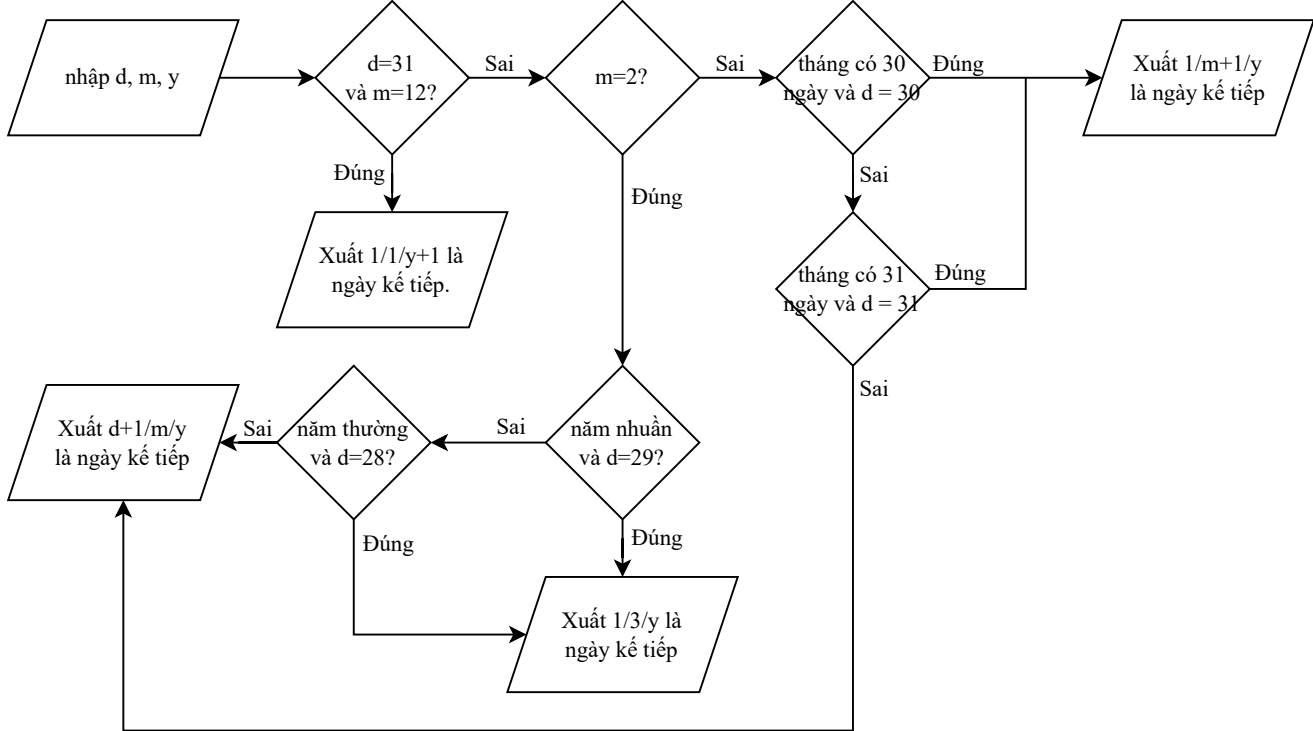 nhập d, m, y
d=31
và m=12?
Sai
m=2?
Sai
tháng có 30
ngày và d = 30
Đúng
Xuất 1/m+1/y
là ngày kế tiếp
Đúng
Xuất 1/1/y+1 là
ngày kế tiếp.
Đúng
Sai
tháng có 31
ngày và d = 31
Đúng
Sai
Xuất d+1/m/y
là ngày kế tiếp
Sai
năm thường
và d=28?
Sai
năm nhuần
và d=29?
Đúng
Đúng
Xuất 1/3/y là
ngày kế tiếp